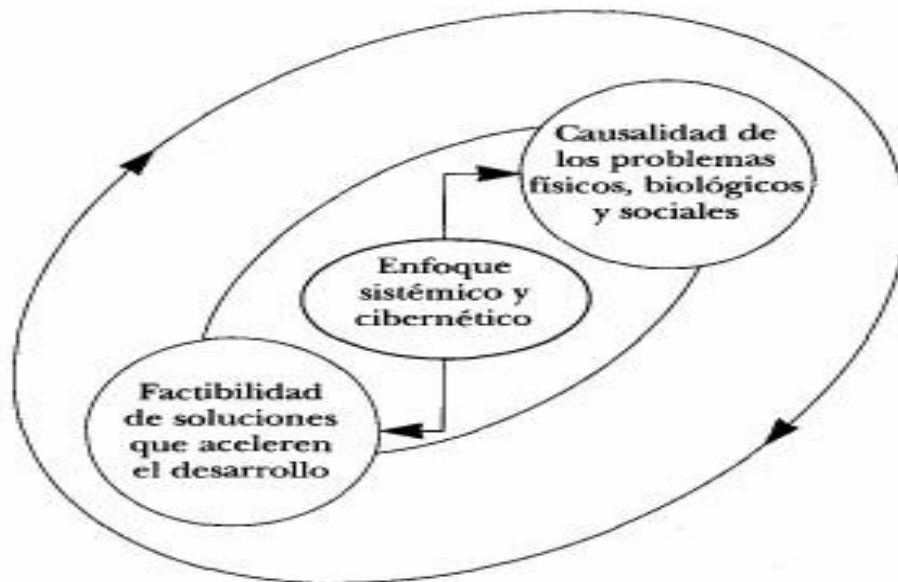 Causalidad de
los problemas
físicos, biológicos
y sociales
Enfoque
sistémico y
cibernético
Factibilidad
de soluciones
que aceleren
el desarrollo